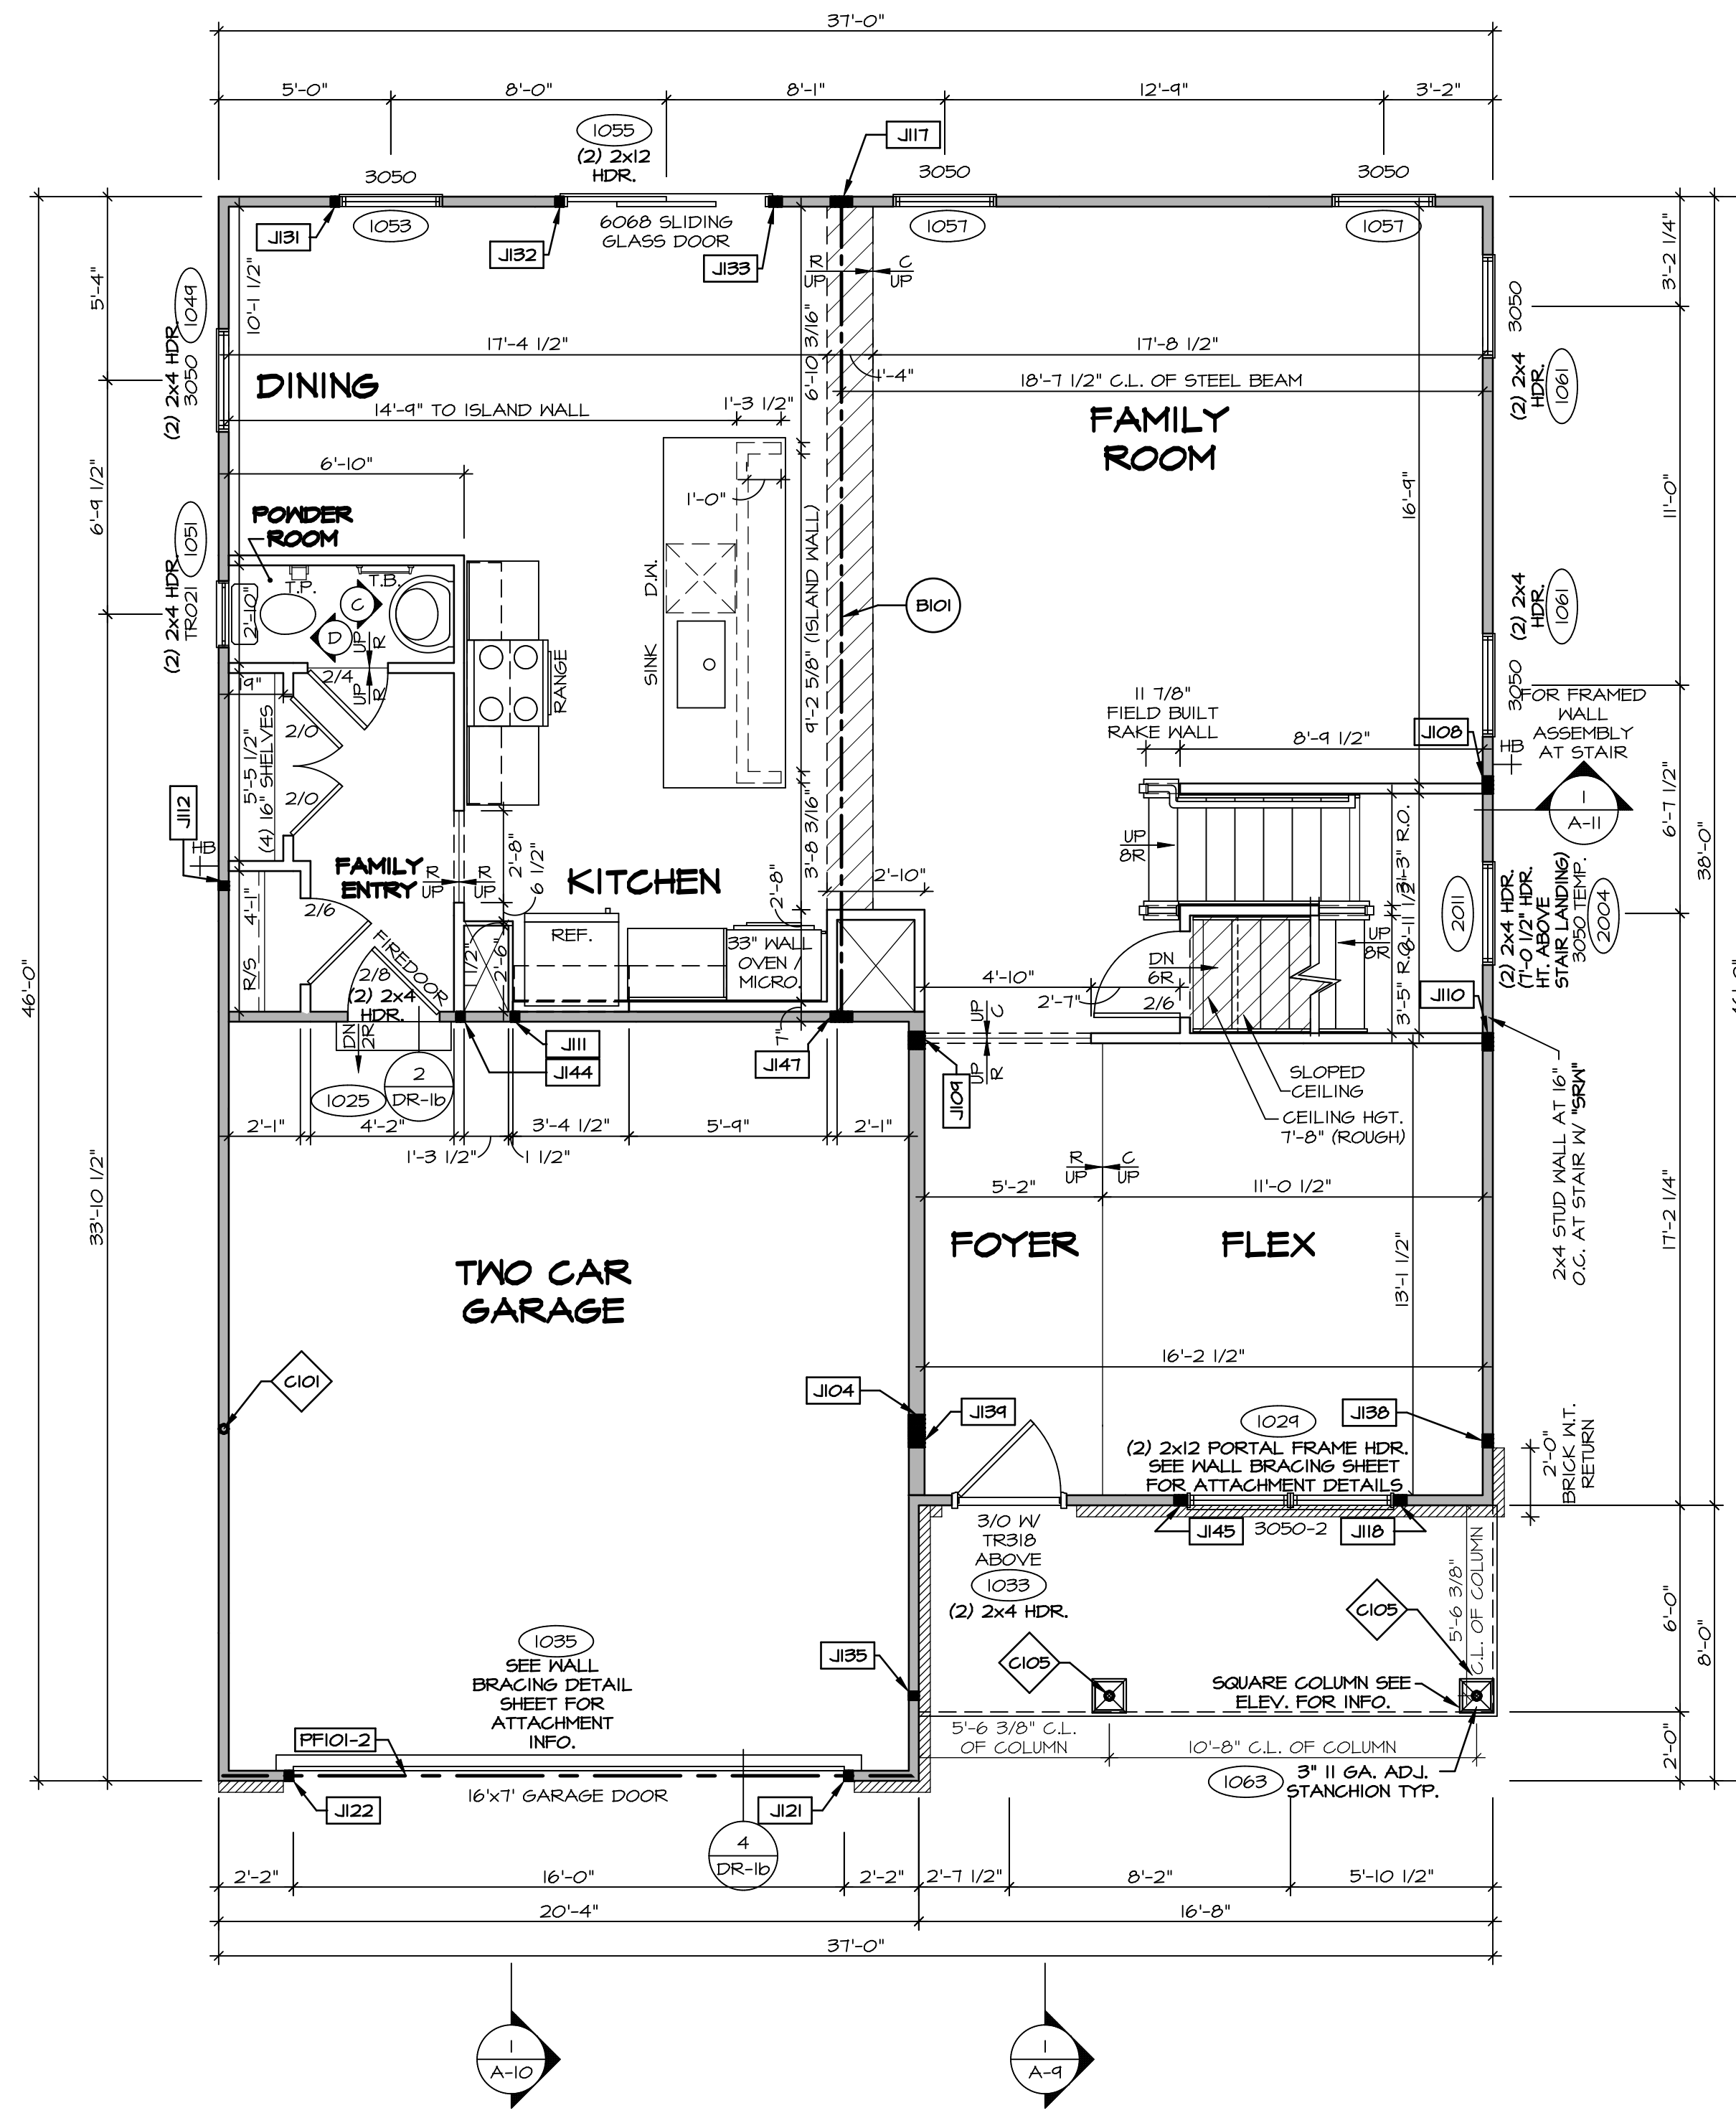 37'-0"
5'-0"
8'-0"
8'-1"
12'-9"
3'-2"
1055
(2) 2x12
HDR.
J117
3050
3050
3050
1053
1057
1057
J131
J132
J133
6068 SLIDING
GLASS DOOR
R
UP
C
UP
5'-4"
6'-9 1/2"
33'-10 1/2"
46'-0"
1049
3050
(2) 2x4 HDR.
1051
TR021
(2) 2x4 HDR.
10'-1 1/2"
17'-4 1/2"
6'-10 3/16"
1'-4"
17'-8 1/2"
18'-7 1/2" C.L. OF STEEL BEAM
DINING
14'-9" TO ISLAND WALL
1'-3 1/2"
FAMILY
ROOM
3'-2 1/4"
3050
(2) 2x4
HDR.
1061
6'-10"
1'-0"
16'-9"
11'-0"
POWDER
ROOM
T.P.
T.B.
2'-10"
C
D
UP
R
UP
R
2/4
D.W.
SINK
RANGE
9'-2 5/8" (ISLAND WALL)
B101
(2) 2x4
HDR.
1061
3050
19"
5'-5 1/2"
(4) 16" SHELVES
2/0
2/0
11 7/8"
FIELD BUILT
RAKE WALL
8'-9 1/2"
J108
HB
FOR FRAMED
WALL
ASSEMBLY
AT STAIR
1
A-11
6'-7 1/2"
38'-0"
J112
HB
FAMILY
ENTRY
R
UP
R
UP
2'-8"
6 1/2"
KITCHEN
3'-8 3/16"
2'-8"
2'-10"
UP
8R
3'-3" R.O.
6'-11 1/2"
3'-5" R.O.
UP
8R
2011
(2) 2x4 HDR.
(7'-0 1/2" HDR.
HT. ABOVE
STAIR LANDING)
3050 TEMP.
2004
4'-1"
R/S
2/6
FIREDOOR
2/8
(2) 2x4
HDR.
1/2"
2'-6"
REF.
33" WALL
OVEN /
MICRO.
4'-10"
2'-7"
DN
6R
2/6
J110
DN
2R
2
DR-1b
1025
J111
J144
7"
J147
J109
UP
C
UP
R
SLOPED
CEILING
CEILING HGT.
7'-8" (ROUGH)
2x4 STUD WALL AT 16"
O.C. AT STAIR W/ "SRW"
2'-1"
4'-2"
1'-3 1/2"
1 1/2"
3'-4 1/2"
5'-9"
2'-1"
R
UP
C
UP
5'-2"
11'-0 1/2"
FOYER
FLEX
TWO CAR
GARAGE
13'-1 1/2"
17'-2 1/4"
16'-2 1/2"
C101
J104
J139
1029
J138
(2) 2x12 PORTAL FRAME HDR.
SEE WALL BRACING SHEET
FOR ATTACHMENT DETAILS
2'-0"
BRICK W.T.
RETURN
3/0 W/
TR318
ABOVE
1033
(2) 2x4 HDR.
J145
3050-2
J118
5'-6 3/8"
C.L. OF COLUMN
C105
C105
6'-0"
8'-0"
2'-0"
1035
SEE WALL
BRACING DETAIL
SHEET FOR
ATTACHMENT
INFO.
J135
SQUARE COLUMN SEE
ELEV. FOR INFO.
PF101-2
5'-6 3/8" C.L.
OF COLUMN
10'-8" C.L. OF COLUMN
1063
3" 11 GA. ADJ.
STANCHION TYP.
J122
16'x7' GARAGE DOOR
J121
4
DR-1b
2'-2"
16'-0"
2'-2"
2'-7 1/2"
8'-2"
5'-10 1/2"
20'-4"
16'-8"
37'-0"
1
A-10
1
A-9